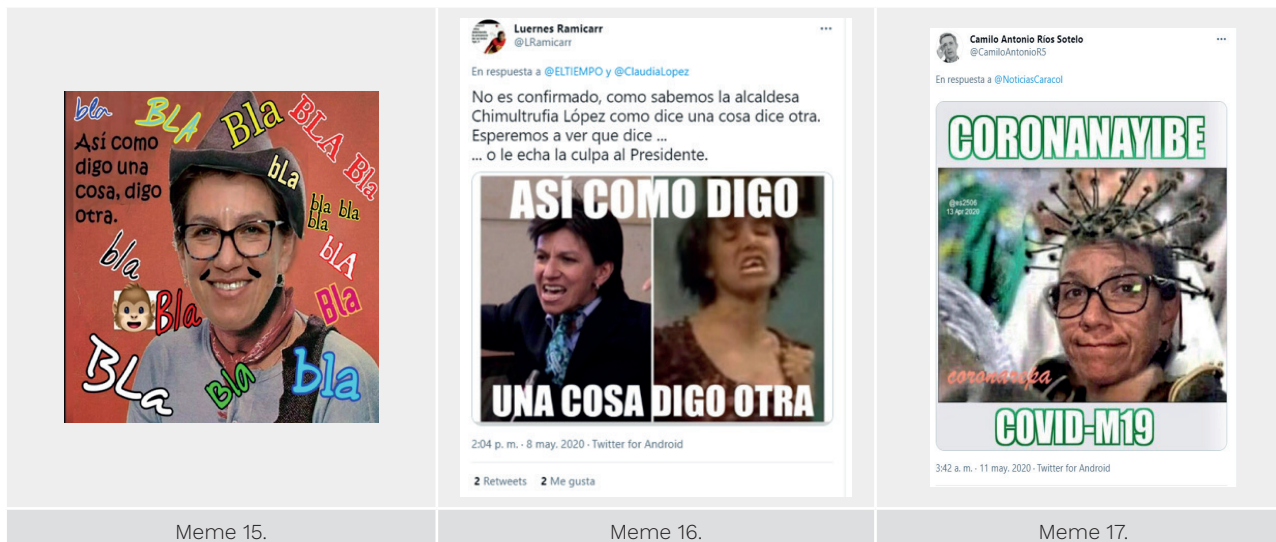 bla
BLA
Bla
BLA
Bla
Así como
digo una
cosa, digo
otra.
bLa
bla bla
bla
bla
blA
Bla
Bla
BLa
Bla
bla
Meme 15.
Luernes Ramicarr
@LRamicarr
En respuesta a @ELTIEMPO y @ClaudiaLopez
No es confirmado, como sabemos la alcaldesa
Chimultrufia López como dice una cosa dice otra.
Esperemos a ver que dice ...
... o le echa la culpa al Presidente.
ASÍ COMO DIGO
UNA COSA DIGO OTRA
2:04 p. m. · 8 may. 2020 · Twitter for Android
2 Retweets 2 Me gusta
Meme 16.
Camilo Antonio Ríos Sotelo
@CamiloAntonioR5
En respuesta a @NoticiasCaracol
CORONANAYIBE
13 Apr 2020
coronarepa
COVID-M19
3:42 a. m. · 11 may. 2020 · Twitter for Android
Meme 17.